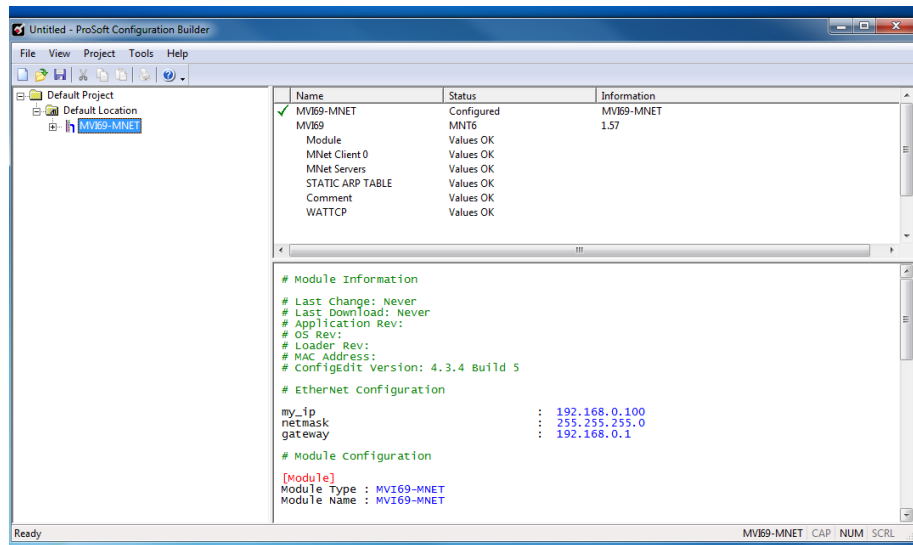 Untitled - ProSoft Configuration Builder
File View Project Tools Help
Default Project
Default Location
MVI69-MNET
Name Status Information
MVI69-MNET Configured MVI69-MNET
MVI69 MNT6 1.57
Module Values OK
MNet Client 0 Values OK
MNet Servers Values OK
STATIC ARP TABLE Values OK
Comment Values OK
WATTCP Values OK
# Module Information
# Last Change: Never
# Last Download: Never
# Application Rev:
# OS Rev:
# Loader Rev:
# MAC Address:
# ConfigEdit Version: 4.3.4 Build 5
# EtherNet Configuration
my_ip : 192.168.0.100
netmask : 255.255.255.0
gateway : 192.168.0.1
# Module Configuration
[Module]
Module Type : MVI69-MNET
Module Name : MVI69-MNET
Ready MVI69-MNET CAP NUM SCRL